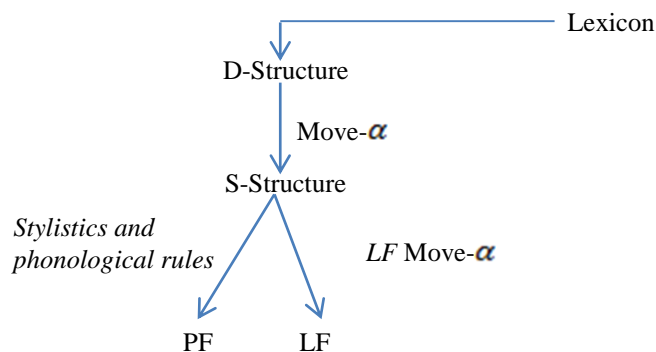 Lexicon
D-Structure
Move-α
S-Structure
Stylistics and
phonological rules
LF Move-α
PF
LF